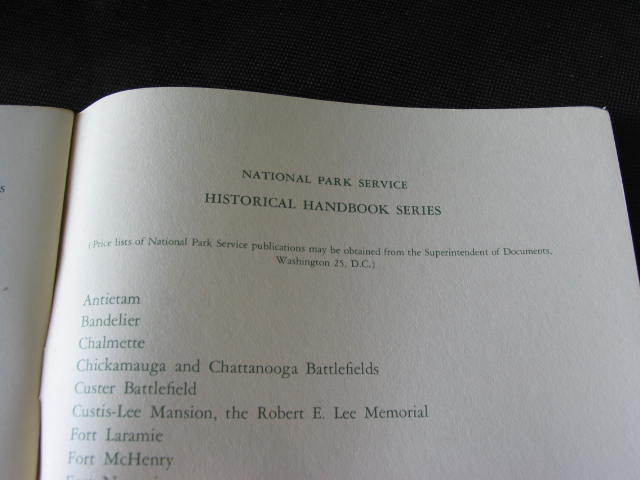 s
NATIONAL PARK SERVICE
HISTORICAL HANDBOOK SERIES
(Price lists of National Park Service publications may be obtained from the Superintendent of Documents,
Washington 25, D.C.)
Antietam
Bandelier
Chalmette
Chickamauga and Chattanooga Battlefields
Custer Battlefield
Custis-Lee Mansion, the Robert E. Lee Memorial
Fort Laramie
Fort McHenry